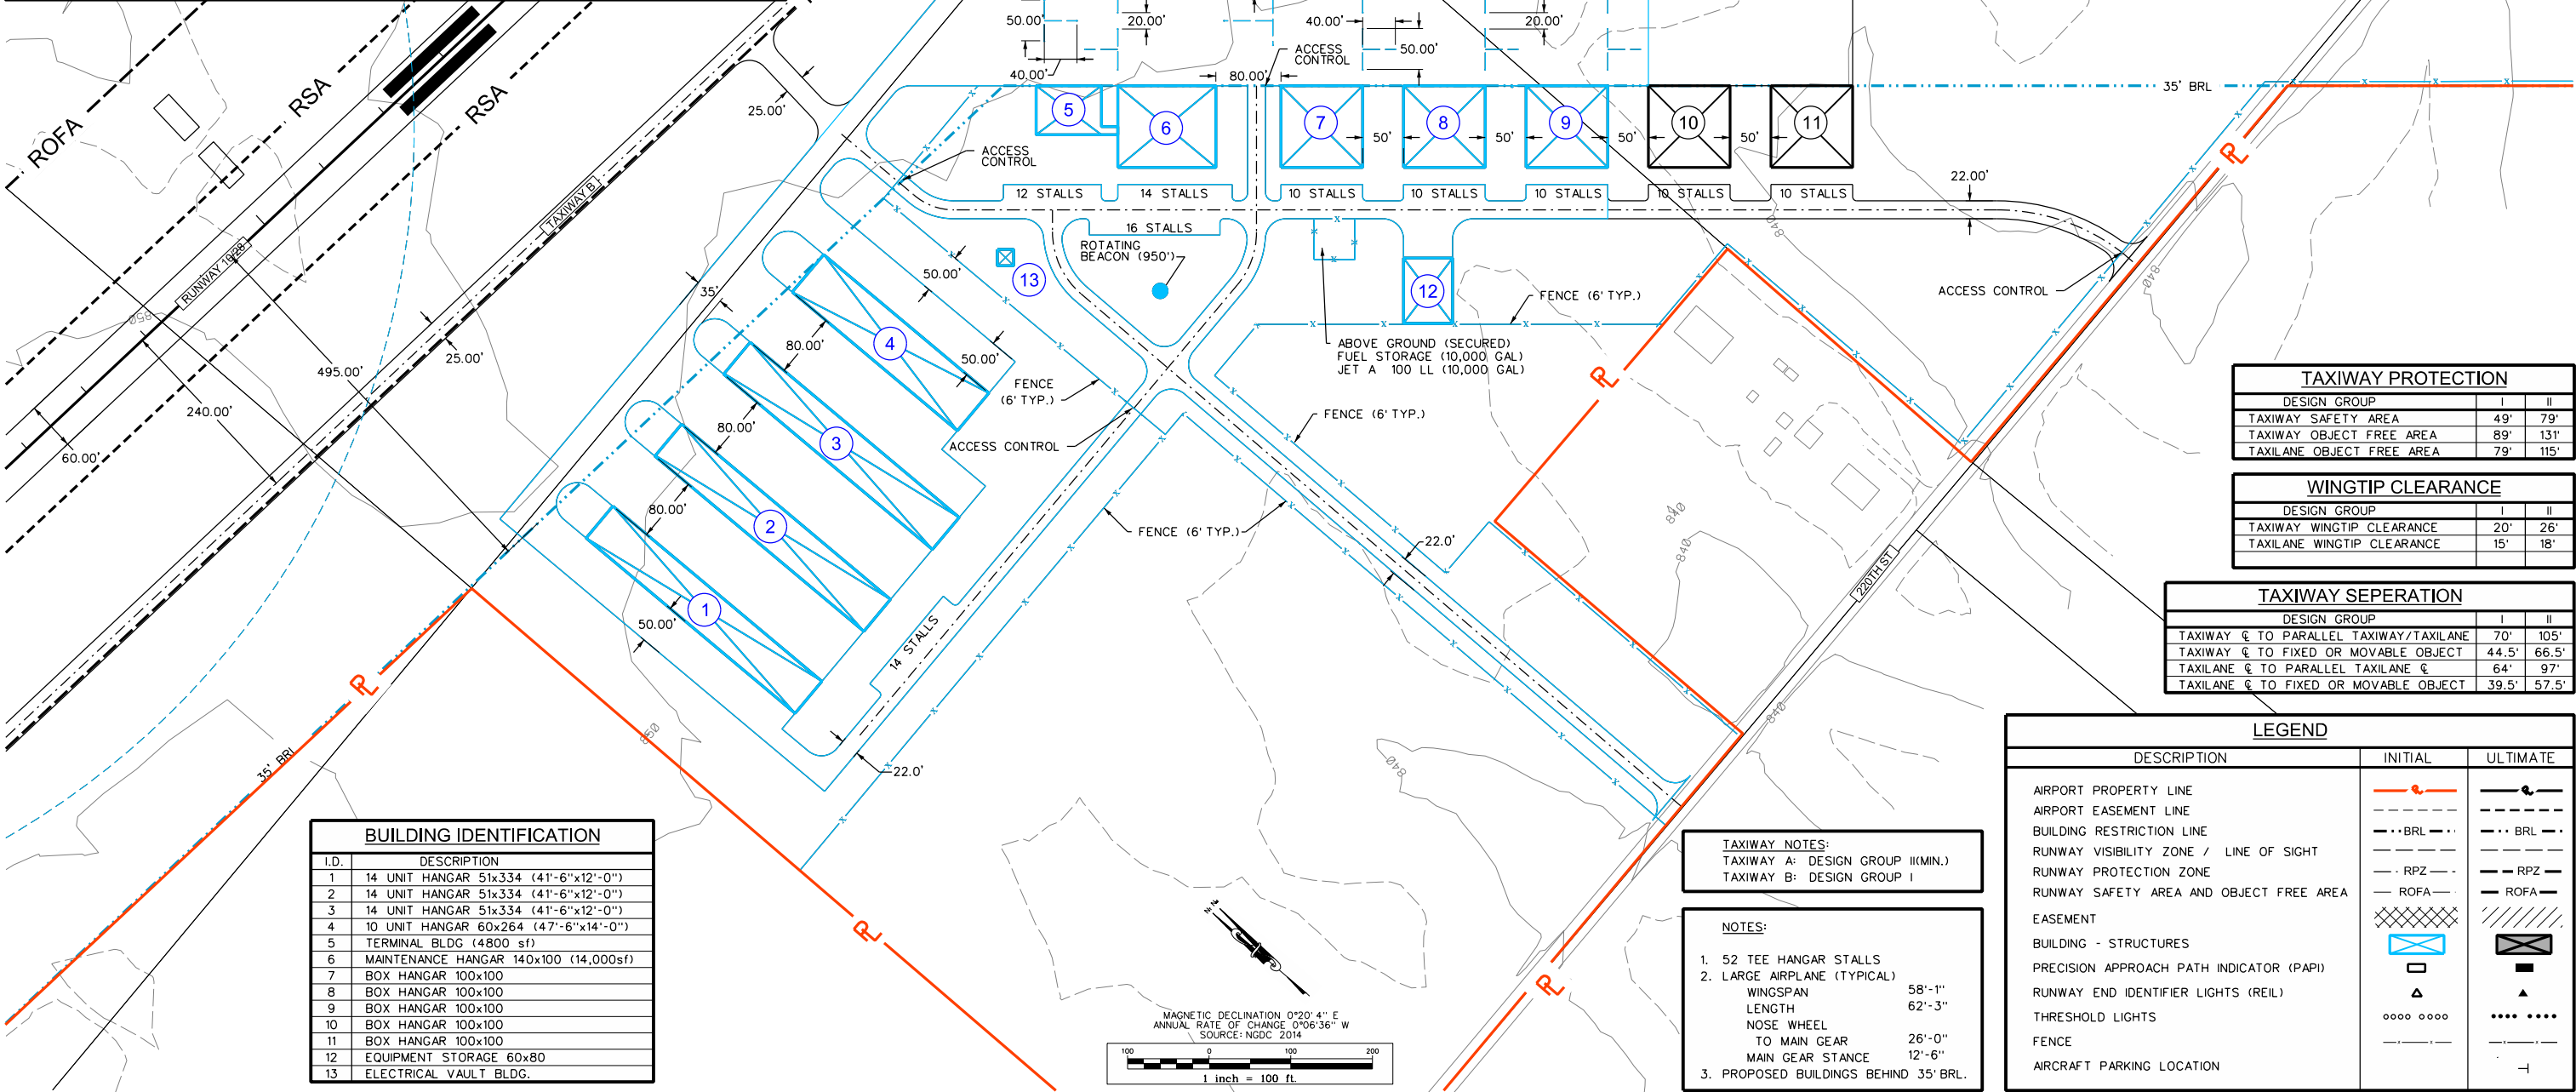 50.00'
20.00'
40.00'
20.00'
50.00'
40.00'
80.00'
ACCESS
CONTROL
35' BRL
ROFA
RSA
RSA
25.00'
5
6
7
50'
8
50'
9
50'
10
50'
11
ACCESS
CONTROL
12 STALLS
14 STALLS
10 STALLS
10 STALLS
10 STALLS
10 STALLS
10 STALLS
22.00'
TAXIWAY B
RUNWAY 10-28
16 STALLS
ROTATING
BEACON (950')
13
50.00'
35'
12
FENCE (6' TYP.)
ACCESS CONTROL
840
840
850
25.00'
495.00'
240.00'
60.00'
4
80.00'
50.00'
ABOVE GROUND (SECURED)
FUEL STORAGE (10,000 GAL)
JET A 100 LL (10,000 GAL)
FENCE
(6' TYP.)
FENCE (6' TYP.)
ACCESS CONTROL
3
80.00'
2
80.00'
1
50.00'
FENCE (6' TYP.)
22.0'
14 STALLS
22.0'
220TH ST
840
840
840
840
850
35' BRL
PL
PL
PL
PL
PL
TAXIWAY PROTECTION
DESIGN GROUP I II
TAXIWAY SAFETY AREA 49' 79'
TAXIWAY OBJECT FREE AREA 89' 131'
TAXILANE OBJECT FREE AREA 79' 115'
WINGTIP CLEARANCE
DESIGN GROUP I II
TAXIWAY WINGTIP CLEARANCE 20' 26'
TAXILANE WINGTIP CLEARANCE 15' 18'
TAXIWAY SEPERATION
DESIGN GROUP I II
TAXIWAY ℄ TO PARALLEL TAXIWAY/TAXILANE 70' 105'
TAXIWAY ℄ TO FIXED OR MOVABLE OBJECT 44.5' 66.5'
TAXILANE ℄ TO PARALLEL TAXILANE ℄ 64' 97'
TAXILANE ℄ TO FIXED OR MOVABLE OBJECT 39.5' 57.5'
LEGEND
DESCRIPTION INITIAL ULTIMATE
AIRPORT PROPERTY LINE
AIRPORT EASEMENT LINE
BUILDING RESTRICTION LINE BRL BRL
RUNWAY VISIBILITY ZONE / LINE OF SIGHT
RUNWAY PROTECTION ZONE RPZ RPZ
RUNWAY SAFETY AREA AND OBJECT FREE AREA ROFA ROFA
EASEMENT
BUILDING - STRUCTURES
PRECISION APPROACH PATH INDICATOR (PAPI)
RUNWAY END IDENTIFIER LIGHTS (REIL)
THRESHOLD LIGHTS
FENCE
AIRCRAFT PARKING LOCATION
BUILDING IDENTIFICATION
I.D. DESCRIPTION
1 14 UNIT HANGAR 51x334 (41'-6"x12'-0")
2 14 UNIT HANGAR 51x334 (41'-6"x12'-0")
3 14 UNIT HANGAR 51x334 (41'-6"x12'-0")
4 10 UNIT HANGAR 60x264 (47'-6"x14'-0")
5 TERMINAL BLDG (4800 sf)
6 MAINTENANCE HANGAR 140x100 (14,000sf)
7 BOX HANGAR 100x100
8 BOX HANGAR 100x100
9 BOX HANGAR 100x100
10 BOX HANGAR 100x100
11 BOX HANGAR 100x100
12 EQUIPMENT STORAGE 60x80
13 ELECTRICAL VAULT BLDG.
MAGNETIC DECLINATION 0°20' 4" E
ANNUAL RATE OF CHANGE 0°06'36" W
SOURCE: NGDC 2014
100 0 100 200
1 inch = 100 ft.
TAXIWAY NOTES:
TAXIWAY A: DESIGN GROUP II(MIN.)
TAXIWAY B: DESIGN GROUP I
NOTES:
1. 52 TEE HANGAR STALLS
2. LARGE AIRPLANE (TYPICAL)
WINGSPAN 58'-1"
LENGTH 62'-3"
NOSE WHEEL
TO MAIN GEAR 26'-0"
MAIN GEAR STANCE 12'-6"
3. PROPOSED BUILDINGS BEHIND 35' BRL.